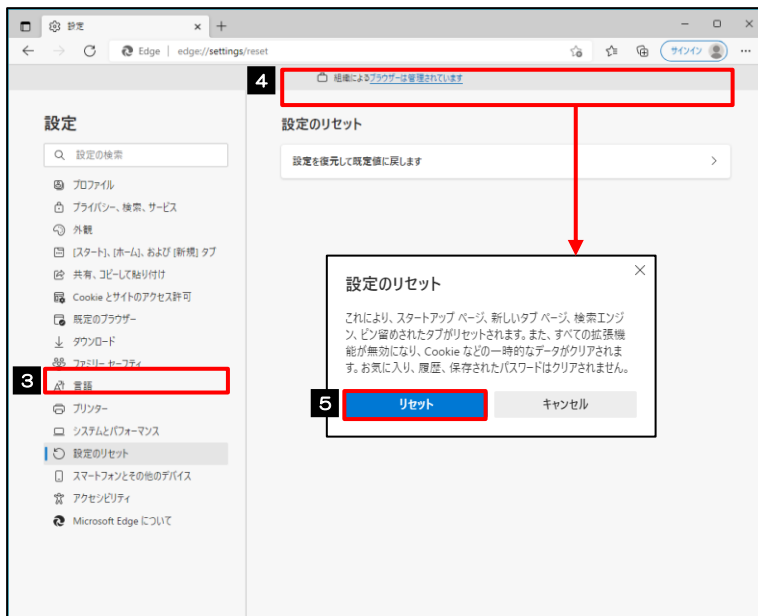 設定
Edge | edge://settings/reset
サインイン
4
組織によるブラウザーは管理されています
設定
設定の検索
プロファイル
プライバシー、検索、サービス
外観
[スタート]、[ホーム]、および [新規] タブ
共有、コピーして貼り付け
Cookie とサイトのアクセス許可
既定のブラウザー
ダウンロード
ファミリー セーフティ
3
言語
プリンター
システムとパフォーマンス
設定のリセット
スマートフォンとその他のデバイス
アクセシビリティ
Microsoft Edge について
設定のリセット
設定を復元して既定値に戻します
設定のリセット
これにより、スタートアップ ページ、新しいタブ ページ、検索エンジ
ン、ピン留めされたタブがリセットされます。また、すべての拡張機
能が無効になり、Cookie などの一時的なデータがクリアされま
す。お気に入り、履歴、保存されたパスワードはクリアされません。
5
リセット
キャンセル